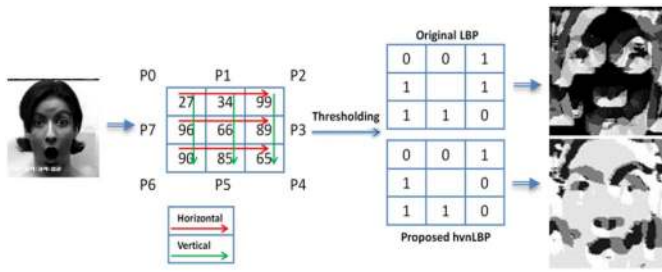 Original LBP
P0 P1 P2
0 0 1
27 34 99
1 1
Thresholding
P7 96 66 89 P3
1 1 0
90 85 65
0 0 1
P6 P5 P4
1 0
Horizontal
1 1 0
Vertical
Proposed hvnLBP